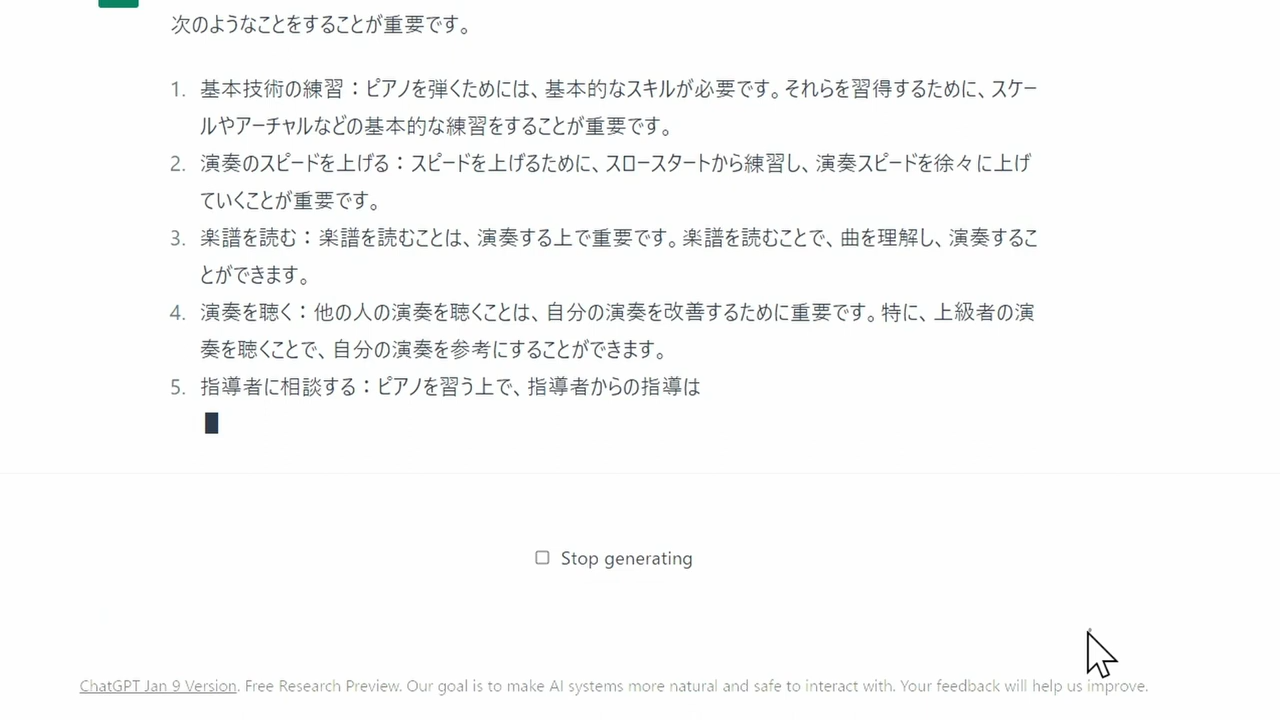 次のようなことをすることが重要です。
1. 基本技術の練習：ピアノを弾くためには、基本的なスキルが必要です。それらを習得するために、スケー
ルやアーチャルなどの基本的な練習をすることが重要です。
2. 演奏のスピードを上げる：スピードを上げるために、スロースタートから練習し、演奏スピードを徐々に上げ
ていくことが重要です。
3. 楽譜を読む：楽譜を読むことは、演奏する上で重要です。楽譜を読むことで、曲を理解し、演奏するこ
とができます。
4. 演奏を聴く：他の人の演奏を聴くことは、自分の演奏を改善するために重要です。特に、上級者の演
奏を聴くことで、自分の演奏を参考にすることができます。
5. 指導者に相談する：ピアノを習う上で、指導者からの指導は
Stop generating
ChatGPT Jan 9 Version. Free Research Preview. Our goal is to make AI systems more natural and safe to interact with. Your feedback will help us improve.